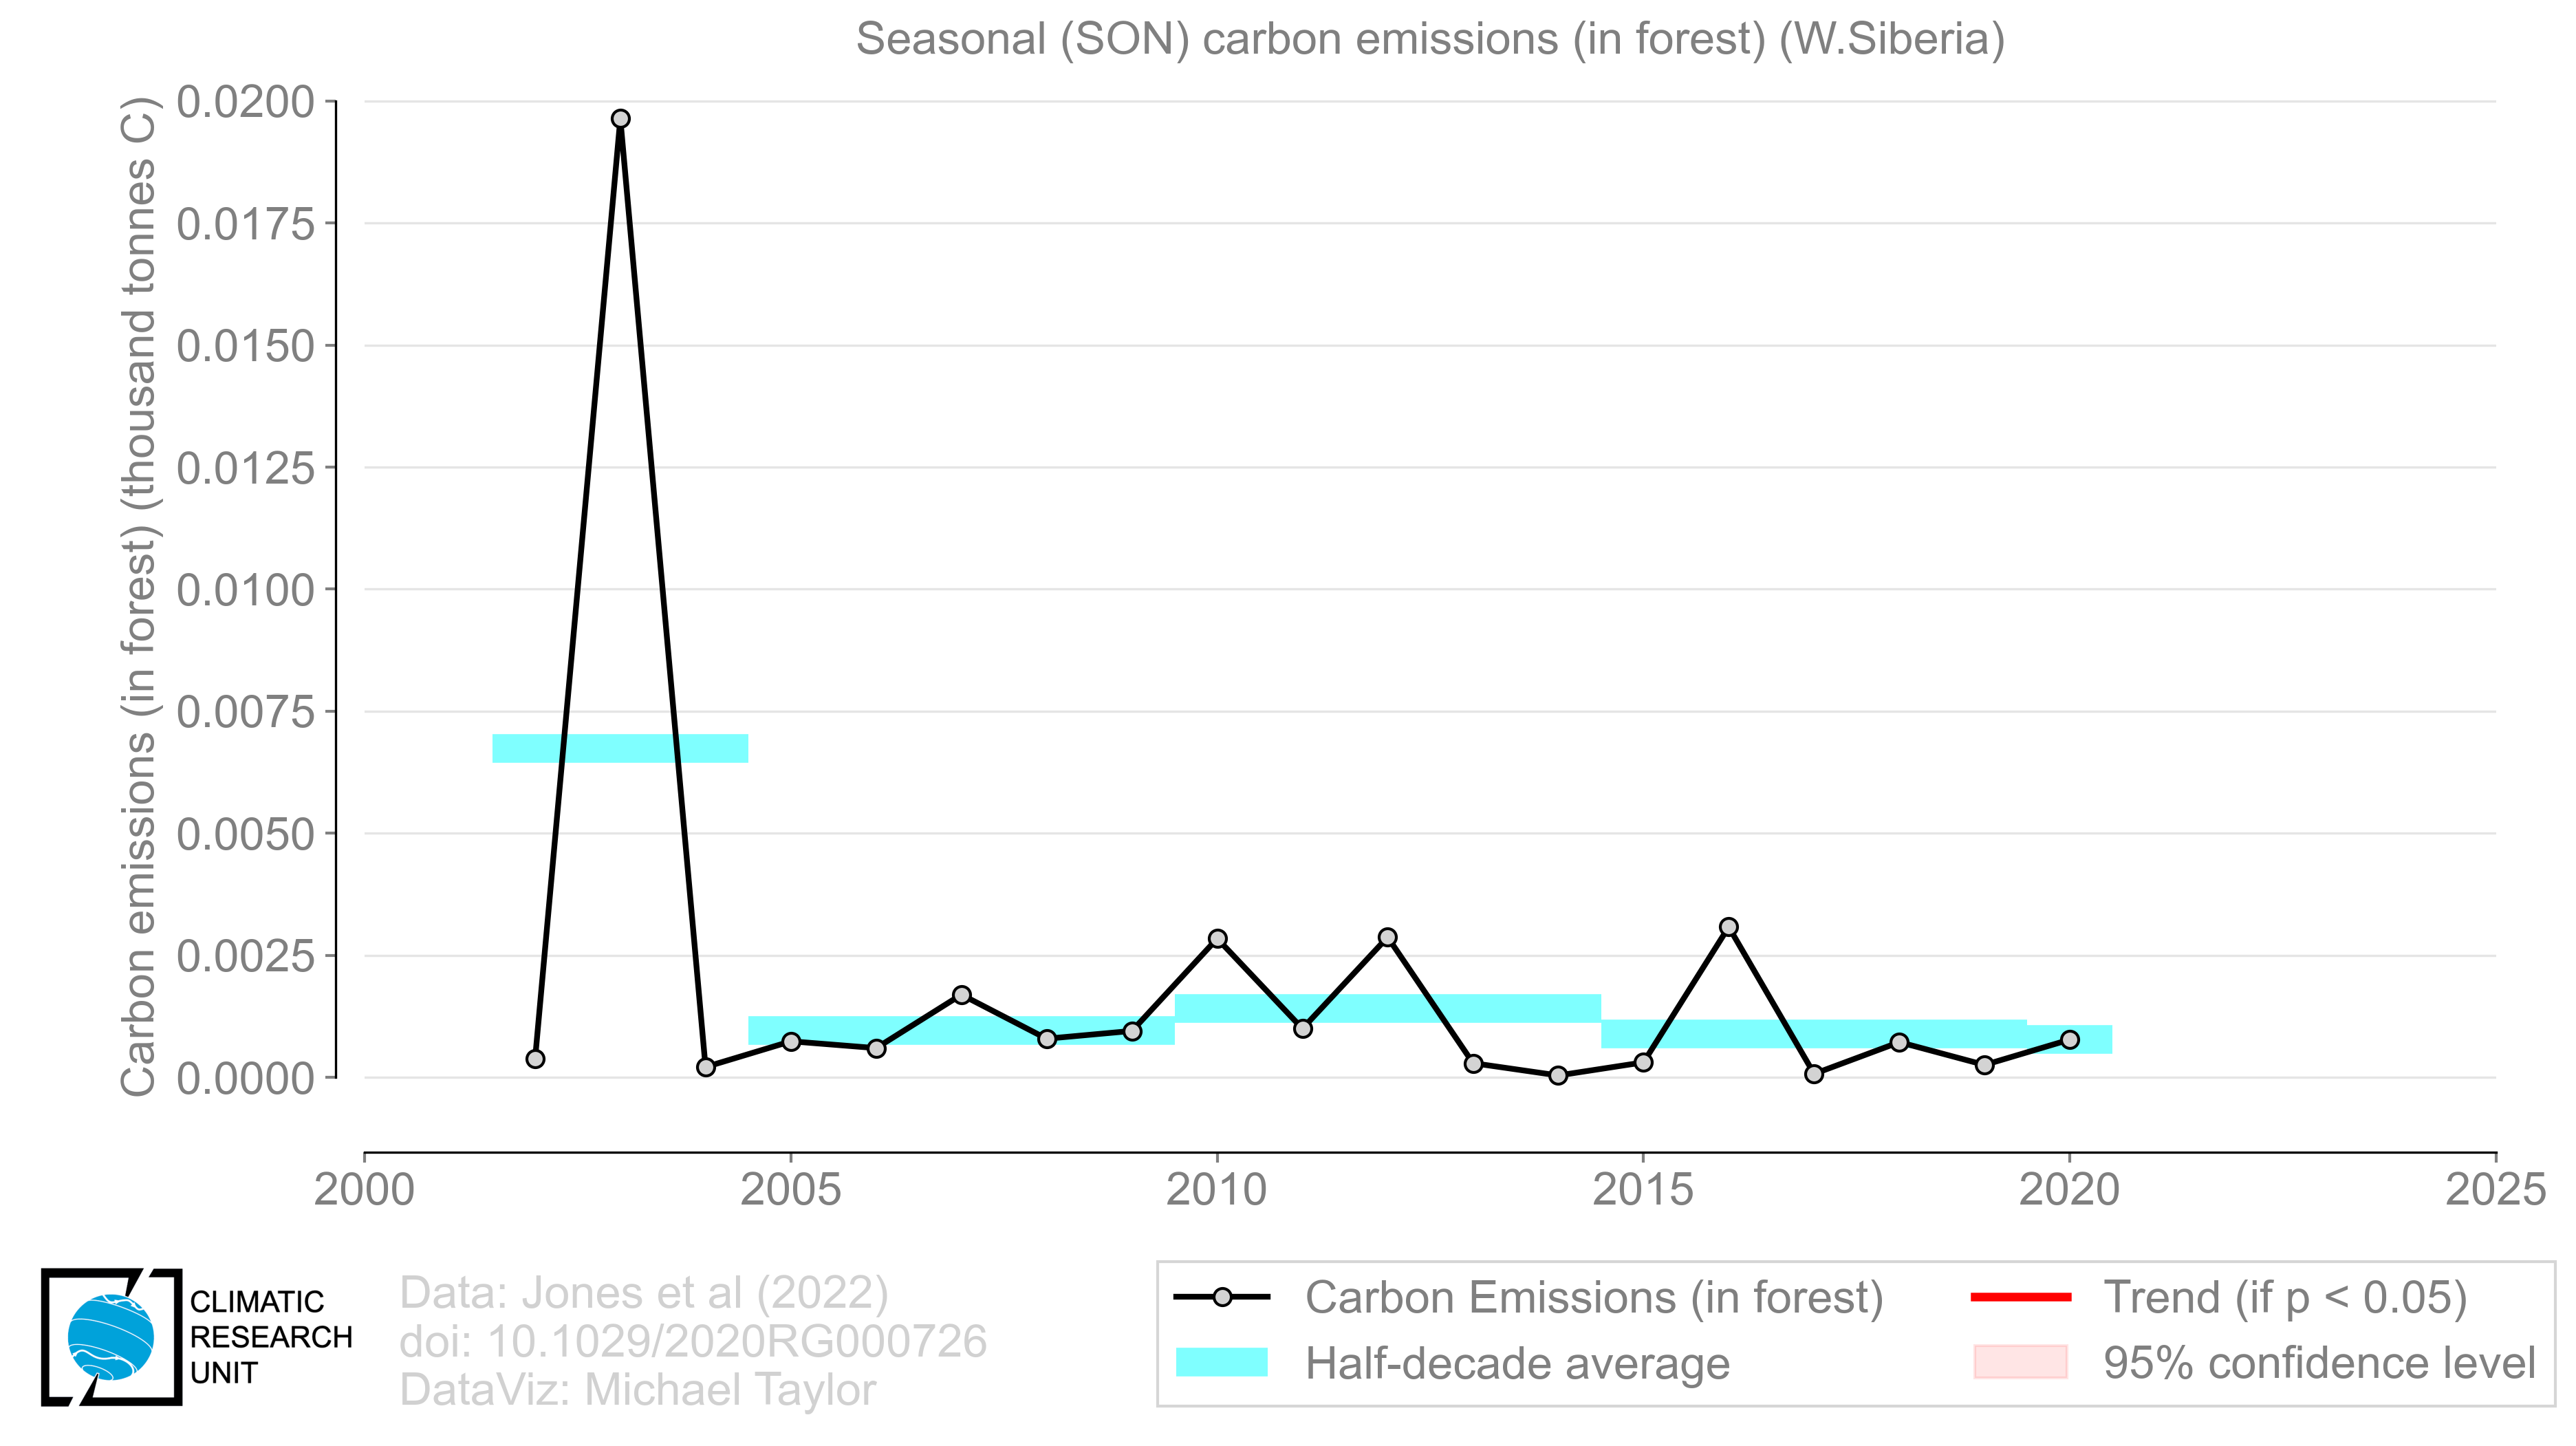 Seasonal (SON) carbon emissions (in forest) (W.Siberia)
Carbon emissions (in forest) (thousand tonnes C)
0.0200
0.0175
0.0150
0.0125
0.0100
0.0075
0.0050
0.0025
0.0000
2000 2005 2010 2015 2020 2025
CLIMATIC
RESEARCH
UNIT
Data: Jones et al (2022)
doi: 10.1029/2020RG000726
DataViz: Michael Taylor
Carbon Emissions (in forest)
Half-decade average
Trend (if p < 0.05)
95% confidence level